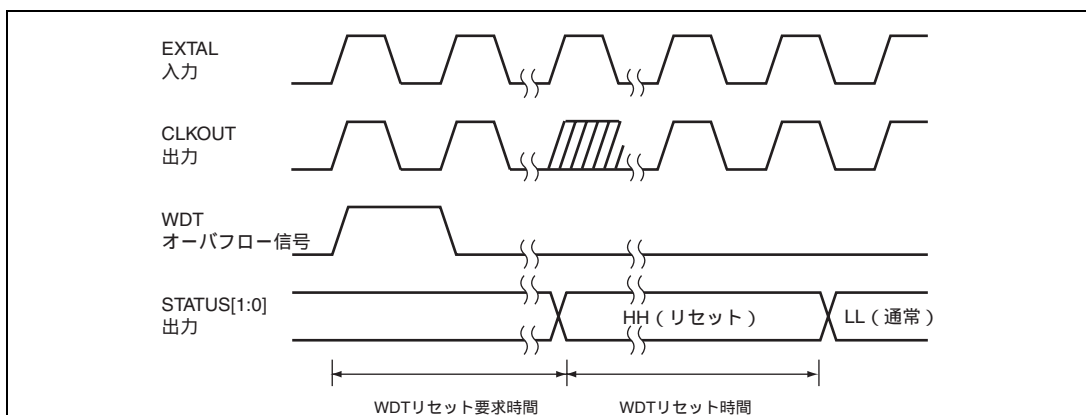 EXTAL
入力
CLKOUT
出力
WDT
オーバフロー信号
STATUS[1:0]
出力
HH（リセット）
LL（通常）
WDTリセット要求時間
WDTリセット時間